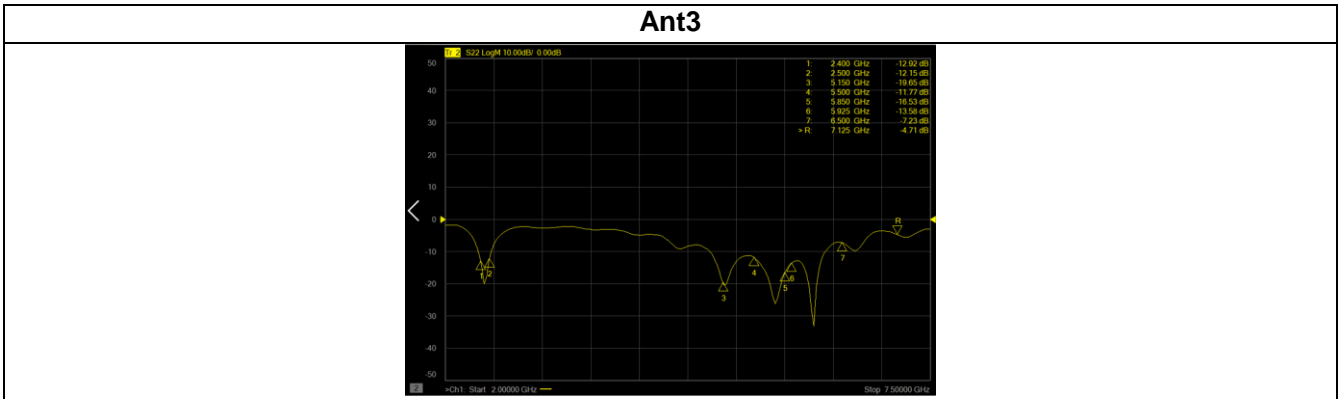 Ant3
Tr 2 S22 LogM 10.00dB/ 0.00dB
1: 2.400 GHz -12.92 dB
2: 2.500 GHz -12.15 dB
3: 5.150 GHz -19.65 dB
4: 5.500 GHz -11.77 dB
5: 5.850 GHz -16.53 dB
6: 5.925 GHz -13.58 dB
7: 6.500 GHz -7.23 dB
> R: 7.125 GHz -4.71 dB
50
40
30
20
10
0
R
-10
1 2 4 6 7
-20
3 5
-30
-40
-50
2 >Ch1: Start 2.00000 GHz Stop 7.50000 GHz